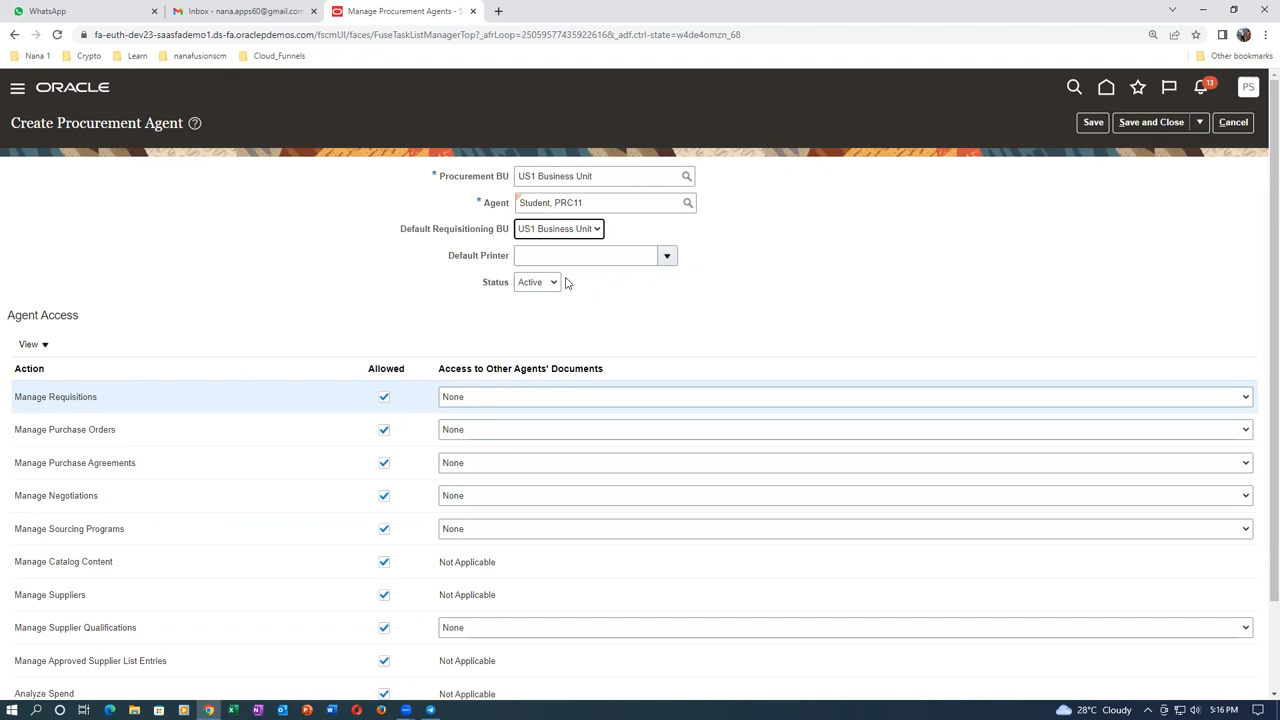 WhatsApp
Inbox - nana.apps60@gmail.com
Manage Procurement Agents - S
fa-euth-dev23-saasfademo1.ds-fa.oraclepdemos.com/fscmUI/faces/FuseTaskListManagerTop?_afrLoop=25059577435922616&_adf.ctrl-state=w4de4omzn_68
Nana 1
Crypto
Learn
nanafusionscm
Cloud_Funnels
Other bookmarks
ORACLE
13
PS
Create Procurement Agent
Save
Save and Close
Cancel
* Procurement BU US1 Business Unit
* Agent Student, PRC11
Default Requisitioning BU US1 Business Unit
Default Printer
Status Active
Agent Access
View
Action Allowed Access to Other Agents' Documents
Manage Requisitions None
Manage Purchase Orders None
Manage Purchase Agreements None
Manage Negotiations None
Manage Sourcing Programs None
Manage Catalog Content Not Applicable
Manage Suppliers Not Applicable
Manage Supplier Qualifications None
Manage Approved Supplier List Entries Not Applicable
Analyze Spend Not Applicable
28°C Cloudy
5:16 PM